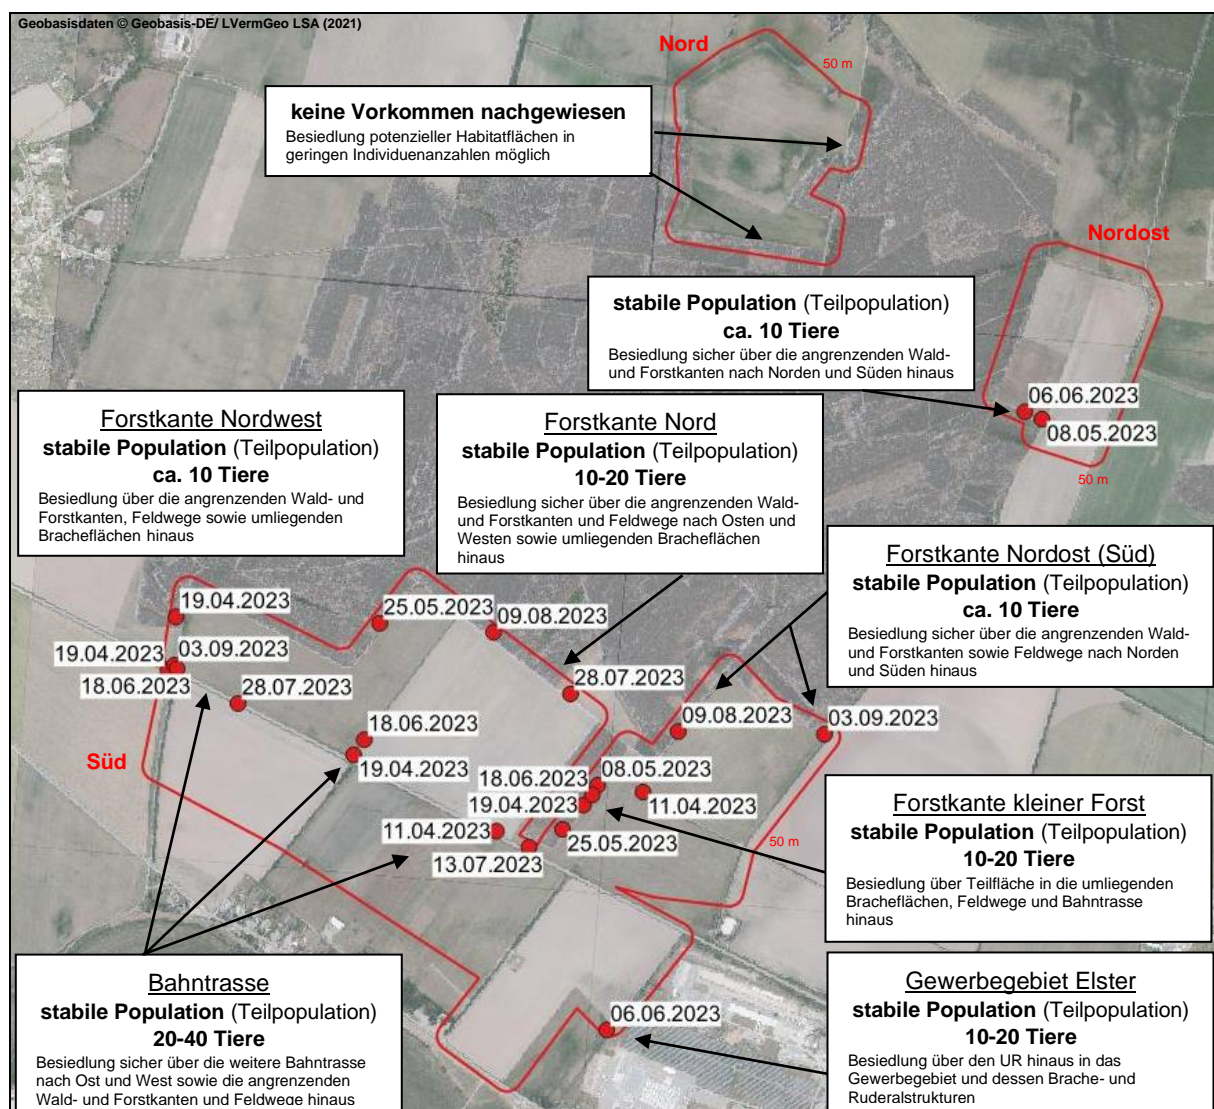 Geobasisdaten © Geobasis-DE/ LVermGeo LSA (2021)
Nord
50 m
keine Vorkommen nachgewiesen
Besiedlung potenzieller Habitatflächen in
geringen Individuenanzahlen möglich
Nordost
stabile Population (Teilpopulation)
ca. 10 Tiere
Besiedlung sicher über die angrenzenden Wald-
und Forstkanten nach Norden und Süden hinaus
06.06.2023
08.05.2023
50 m
Forstkante Nordwest
stabile Population (Teilpopulation)
ca. 10 Tiere
Besiedlung über die angrenzenden Wald- und
Forstkanten, Feldwege sowie umliegenden
Bracheflächen hinaus
Forstkante Nord
stabile Population (Teilpopulation)
10-20 Tiere
Besiedlung sicher über die angrenzenden Wald-
und Forstkanten und Feldwege nach Osten und
Westen sowie umliegenden Bracheflächen
hinaus
Forstkante Nordost (Süd)
stabile Population (Teilpopulation)
ca. 10 Tiere
Besiedlung sicher über die angrenzenden Wald-
und Forstkanten sowie Feldwege nach Norden
und Süden hinaus
19.04.2023
25.05.2023
09.08.2023
19.04.2023
03.09.2023
18.06.2023
28.07.2023
28.07.2023
09.08.2023
03.09.2023
18.06.2023
19.04.2023
Süd
18.06.2023
08.05.2023
19.04.2023
11.04.2023
11.04.2023
25.05.2023
13.07.2023
50 m
Forstkante kleiner Forst
stabile Population (Teilpopulation)
10-20 Tiere
Besiedlung über Teilfläche in die umliegenden
Bracheflächen, Feldwege und Bahntrasse
hinaus
Bahntrasse
stabile Population (Teilpopulation)
20-40 Tiere
Besiedlung sicher über die weitere Bahntrasse
nach Ost und West sowie die angrenzenden
Wald- und Forstkanten und Feldwege hinaus
06.06.2023
Gewerbegebiet Elster
stabile Population (Teilpopulation)
10-20 Tiere
Besiedlung über den UR hinaus in das
Gewerbegebiet und dessen Brache- und
Ruderalstrukturen